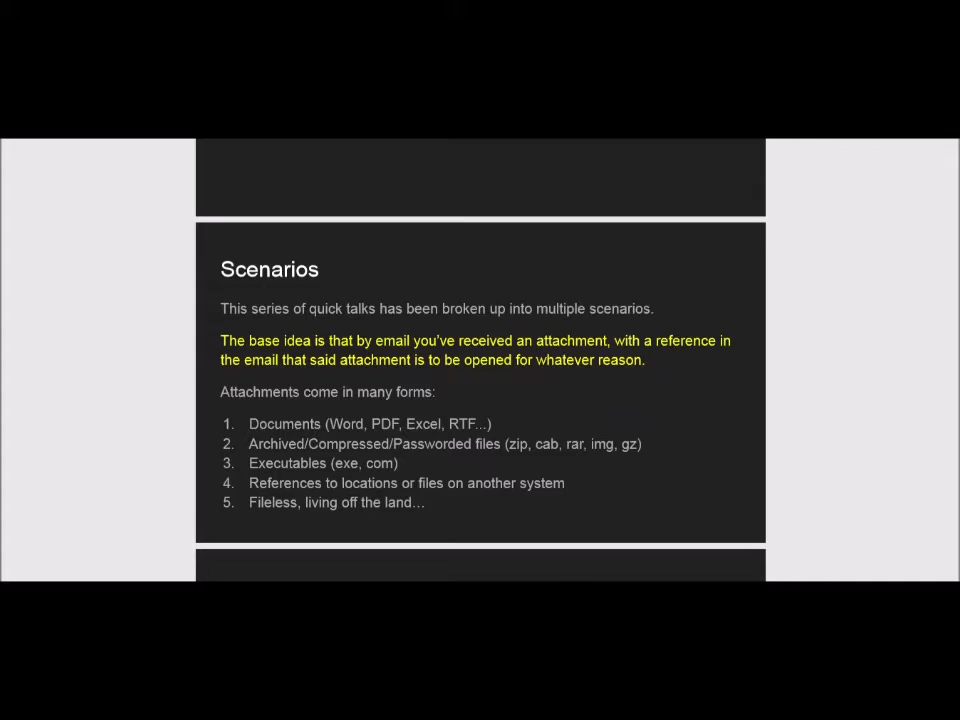 Scenarios
This series of quick talks has been broken up into multiple scenarios.
The base idea is that by email you've received an attachment, with a reference in
the email that said attachment is to be opened for whatever reason.
Attachments come in many forms:
1. Documents (Word, PDF, Excel, RTF...)
2. Archived/Compressed/Passworded files (zip, cab, rar, img, gz)
3. Executables (exe, com)
4. References to locations or files on another system
5. Fileless, living off the land…